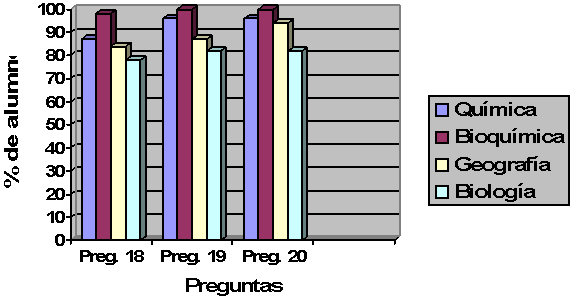 % de alumno
100
90
80
70
60
50
40
30
20
10
0
Preg. 18 Preg. 19 Preg. 20
Preguntas
Química
Bioquímica
Geografía
Biología